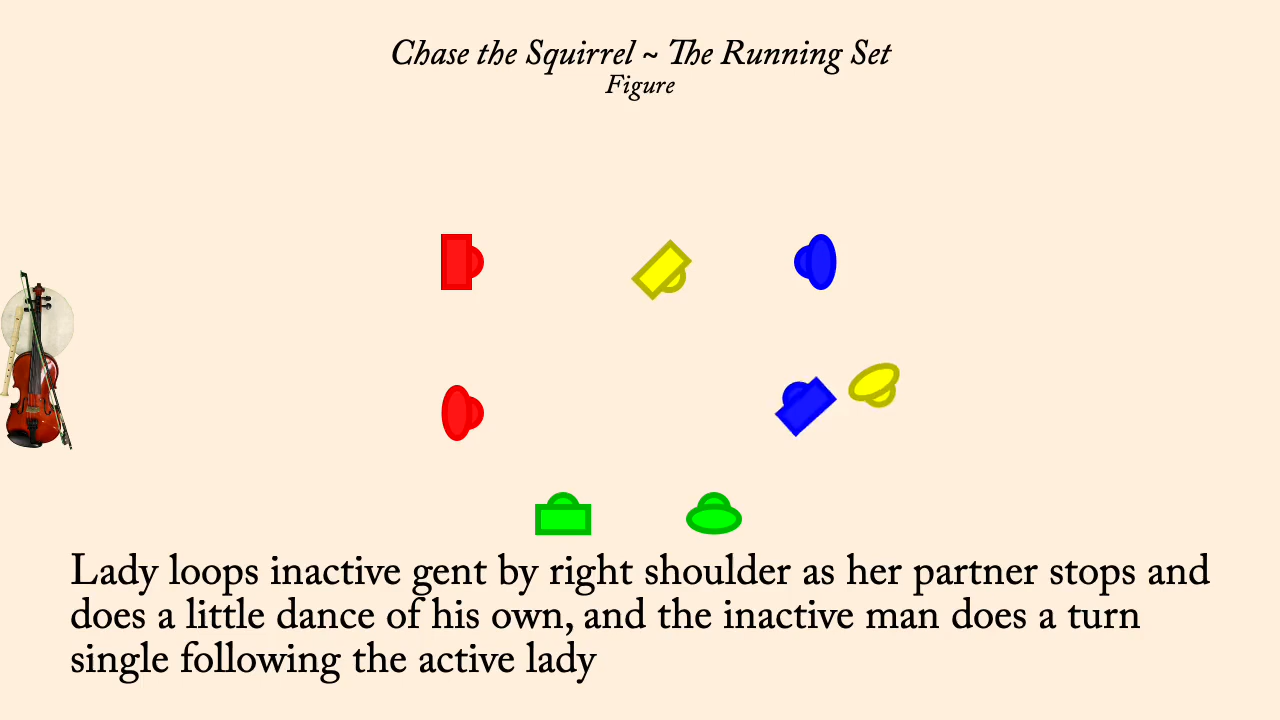 Chase the Squirrel ~ The Running Set
Figure
Lady loops inactive gent by right shoulder as her partner stops and
does a little dance of his own, and the inactive man does a turn
single following the active lady